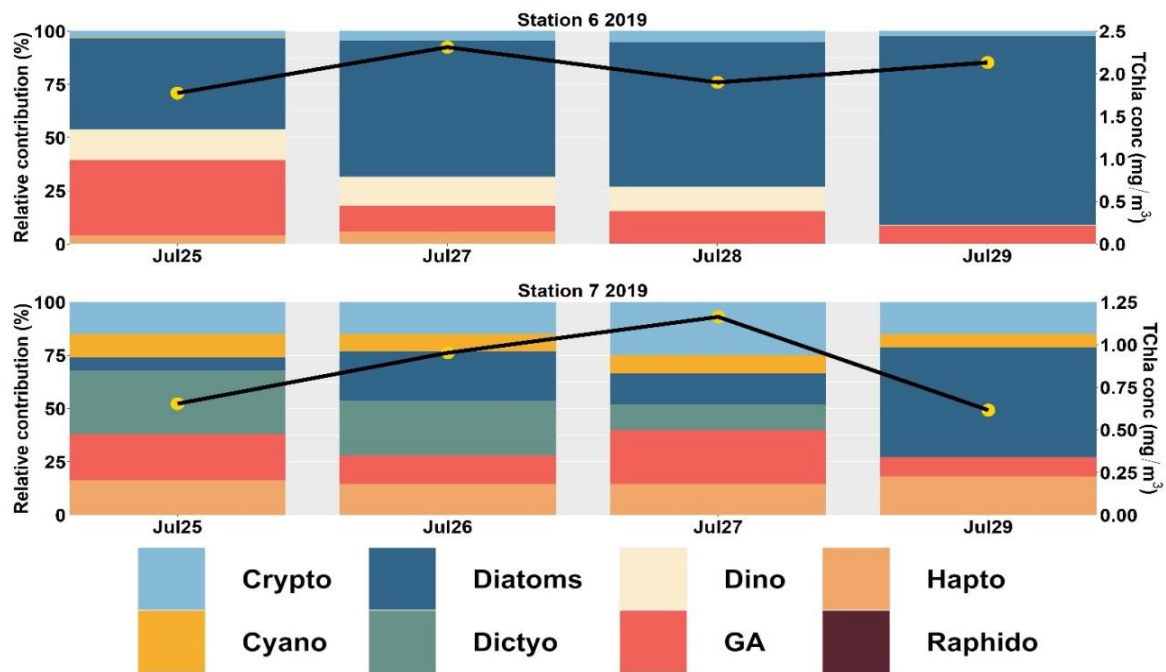 Station 6 2019
Relative contribution (%)
100
75
50
25
0
2.5
2.0
1.5
1.0
0.5
0.0
TChla conc (mg / m³)
Jul25 Jul27 Jul28 Jul29
Station 7 2019
Relative contribution (%)
100
75
50
25
0
1.25
1.00
0.75
0.50
0.25
0.00
TChla conc (mg / m³)
Jul25 Jul26 Jul27 Jul29
Crypto Diatoms Dino Hapto
Cyano Dictyo GA Raphido